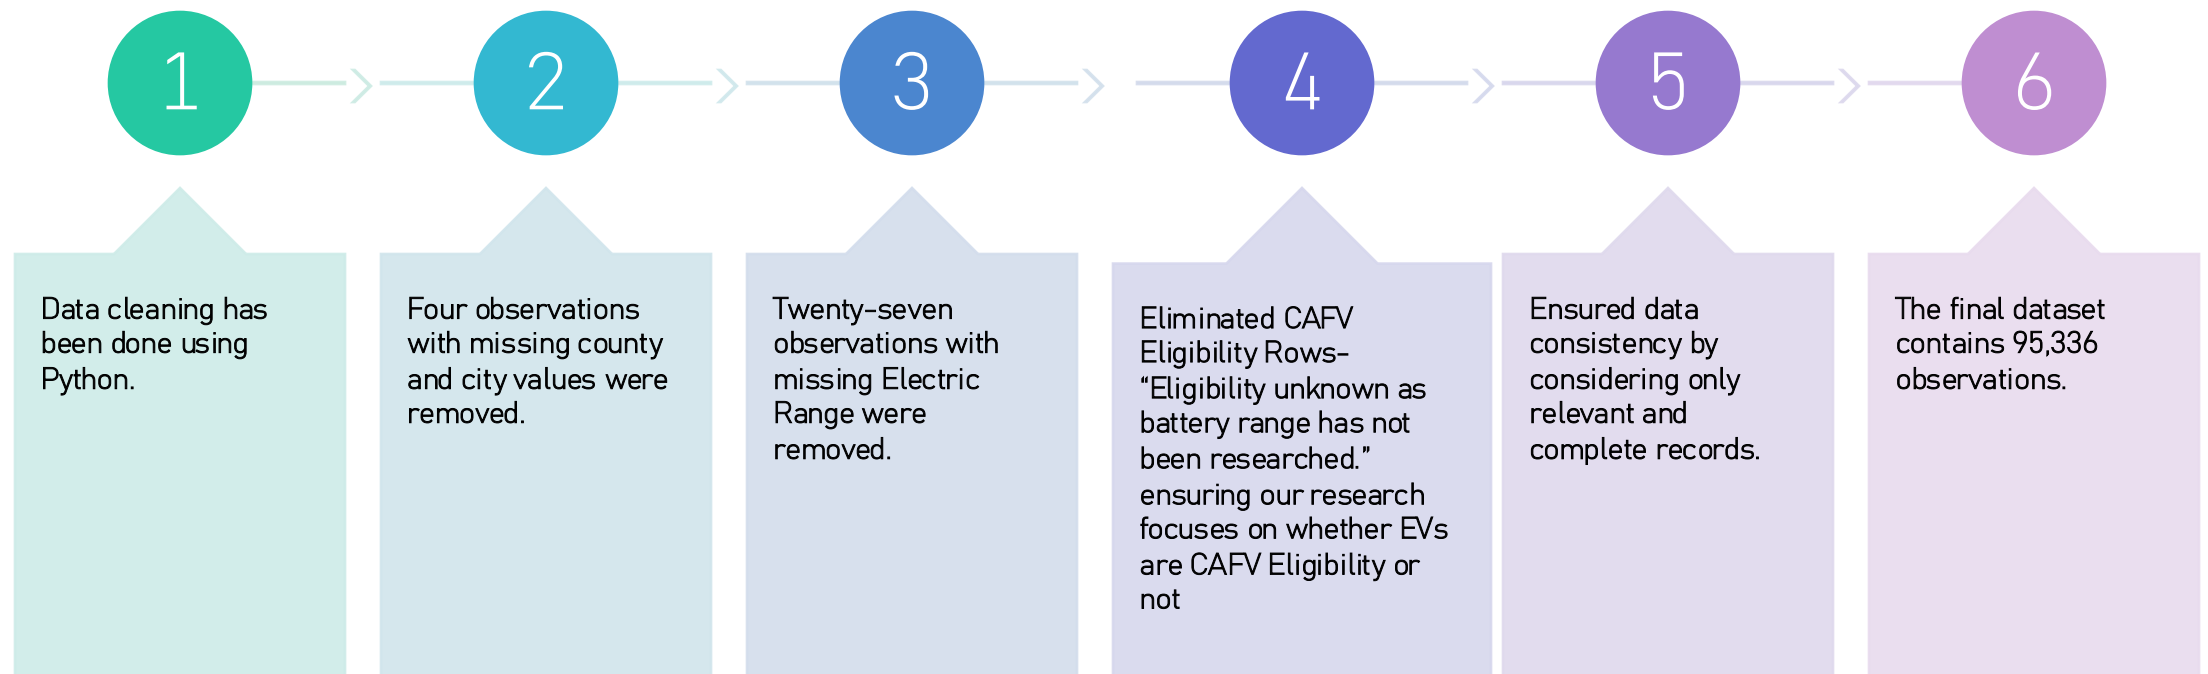 1
2
3
4
5
6
Data cleaning has
been done using
Python.
Four observations
with missing county
and city values were
removed.
Twenty-seven
observations with
missing Electric
Range were
removed.
Eliminated CAFV
Eligibility Rows-
“Eligibility unknown as
battery range has not
been researched.”
ensuring our research
focuses on whether EVs
are CAFV Eligibility or
not
Ensured data
consistency by
considering only
relevant and
complete records.
The final dataset
contains 95,336
observations.